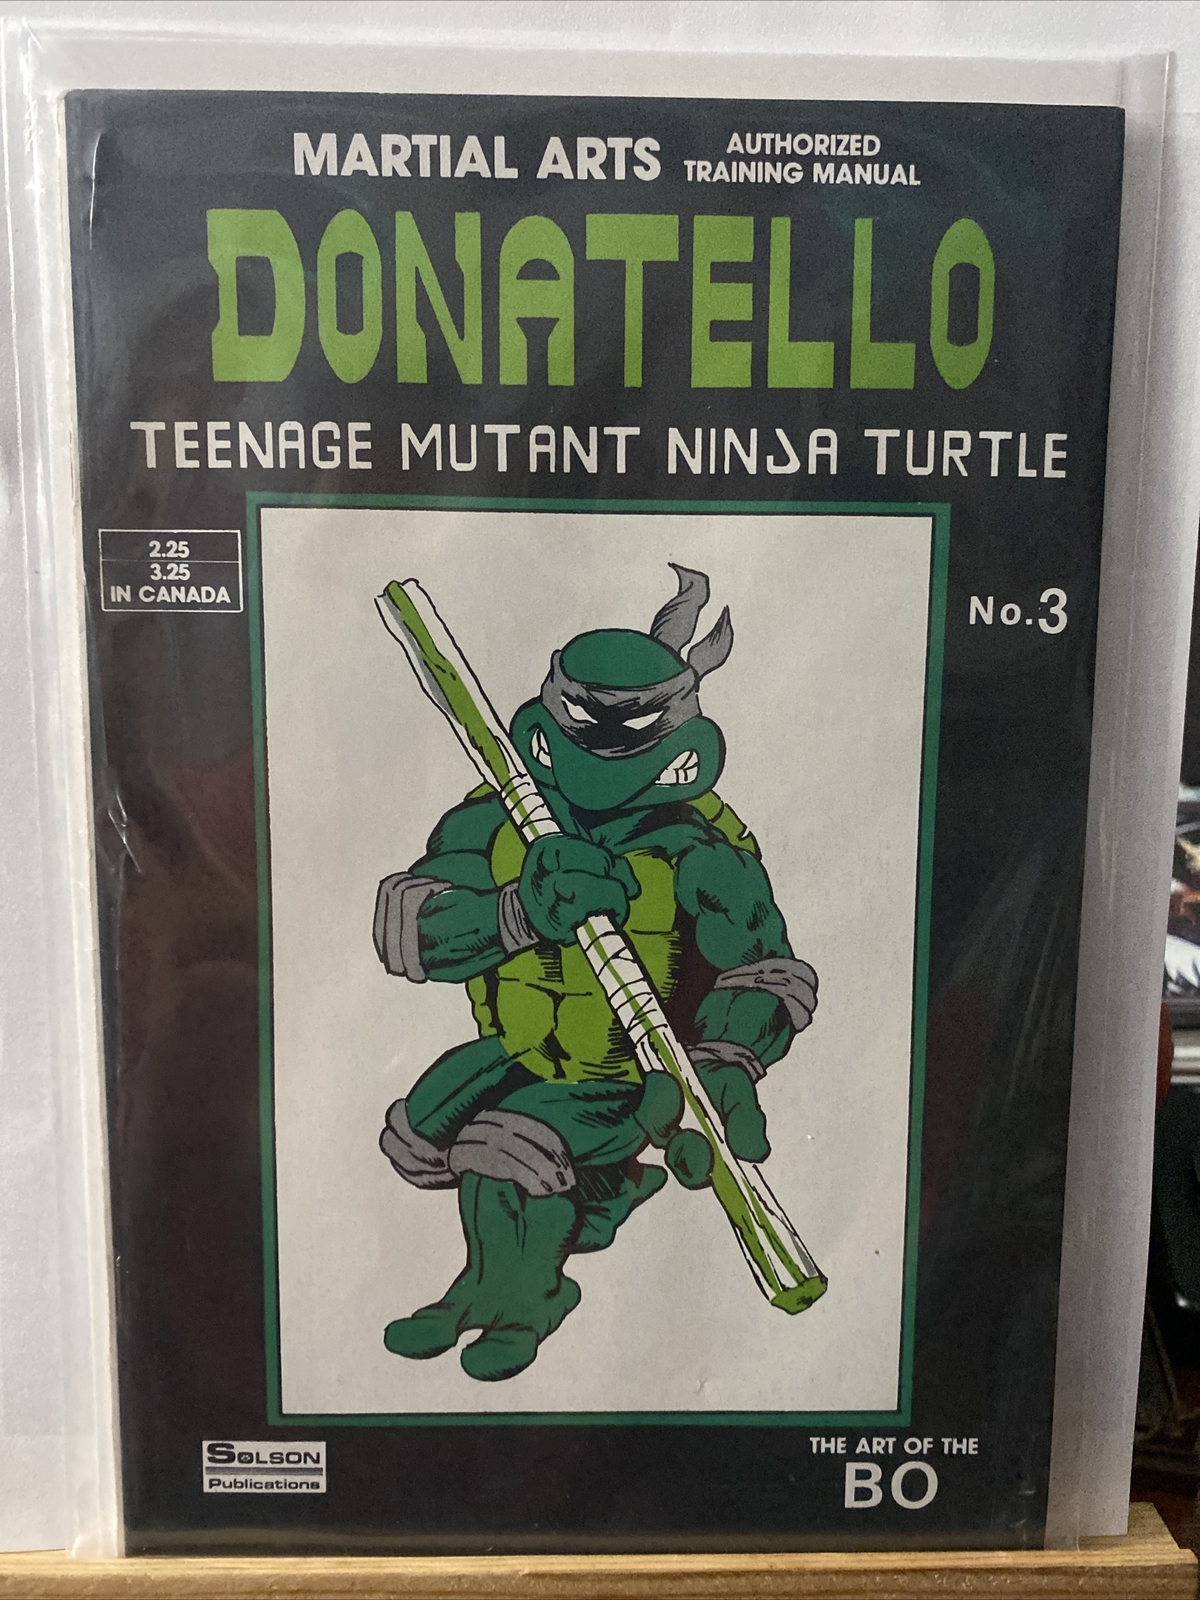 MARTIAL ARTS
AUTHORIZED
TRAINING MANUAL
DONATELLO
TEENAGE MUTANT NINJA TURTLE
2.25
3.25
IN CANADA
No.3
SOLSON
Publications
THE ART OF THE
BO